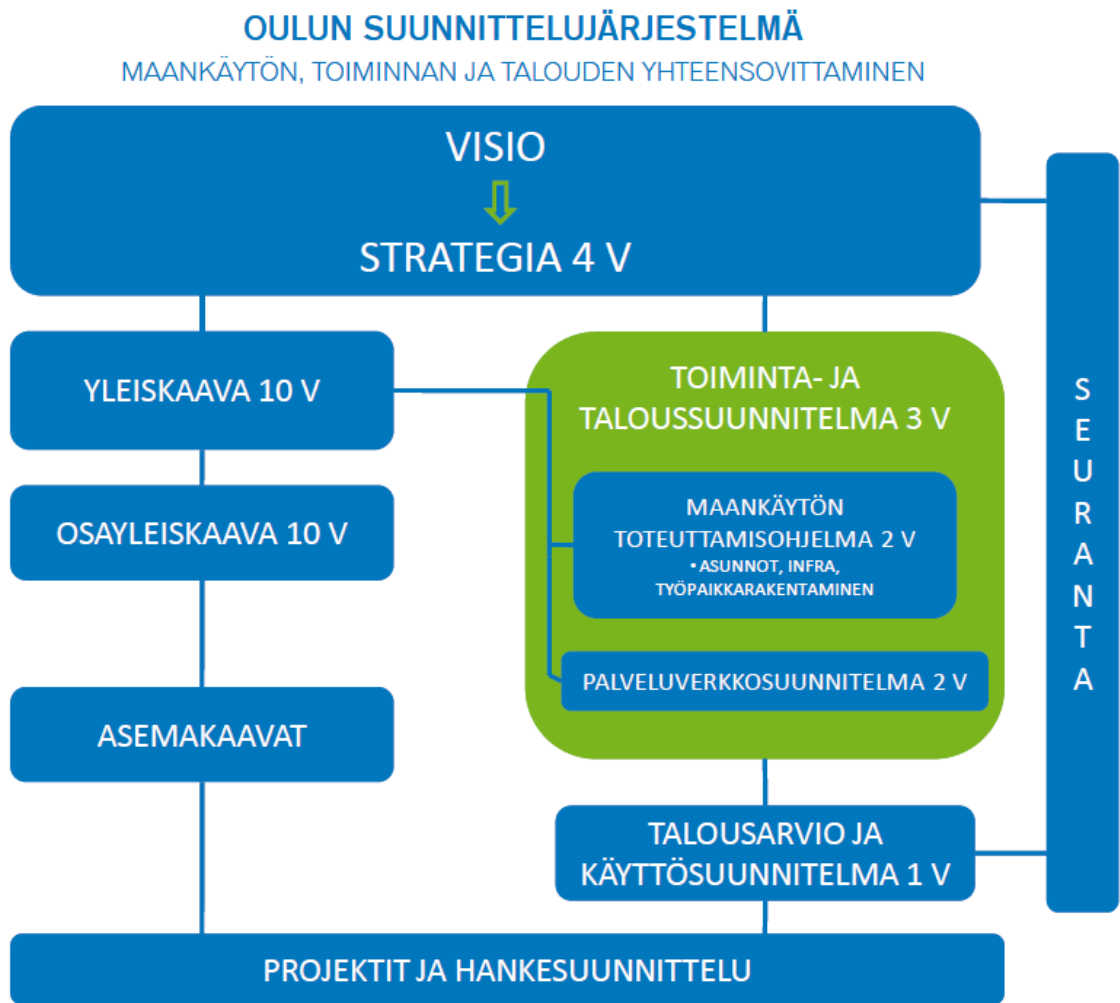 OULUN SUUNNITTELUJÄRJESTELMÄ
MAANKÄYTÖN, TOIMINNAN JA TALOUDEN YHTEENSOVITTAMINEN
VISIO
STRATEGIA 4 V
YLEISKAAVA 10 V
OSAYLEISKAAVA 10 V
ASEMAKAAVAT
TOIMINTA- JA
TALOUSSUUNNITELMA 3 V
MAANKÄYTÖN
TOTEUTTAMISOHJELMA 2 V
• ASUNNOT, INFRA,
TYÖPAIKKARAKENTAMINEN
PALVELUVERKKOSUUNNITELMA 2 V
TALOUSARVIO JA
KÄYTTÖSUUNNITELMA 1 V
PROJEKTIT JA HANKESUUNNITTELU
SEURANTA